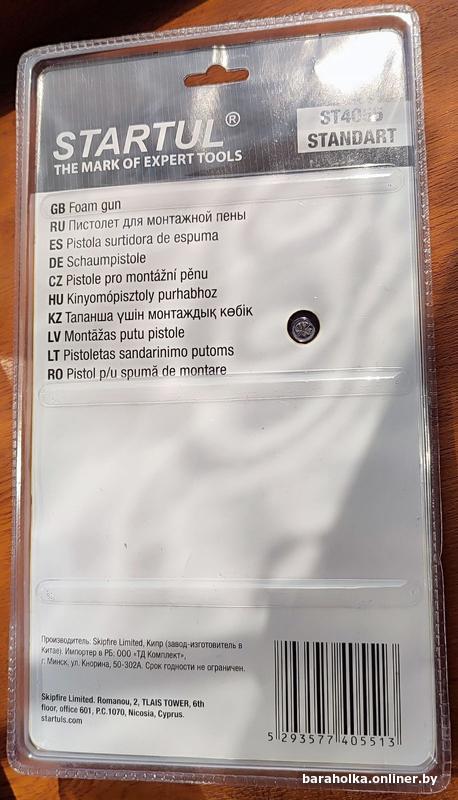 STARTUL®
THE MARK OF EXPERT TOOLS
STANDART
GB Foam gun
RU Пистолет для монтажной пены
ES Pistola surtidora de espuma
DE Schaumpistole
CZ Pistole pro montážní pěnu
HU Kinyomópisztoly purhabhoz
KZ Тапанша үшін монтаждық көбік
LV Montāžas putu pistole
LT Pistoletas sandarinimo putoms
RO Pistol p/u spumă de montare
Производитель: Skipfire Limited, Кипр (завод-изготовитель в
Китае). Импортер в РБ: ООО «ТД Комплект»,
г. Минск, ул. Кнорина, 50-302А. Срок годности не ограничен.
Skipfire Limited. Romanou, 2, TLAIS TOWER, 6th
floor, office 601, P.C.1070, Nicosia, Cyprus.
startuls.com
5 293577 405513
baraholka.onliner.by